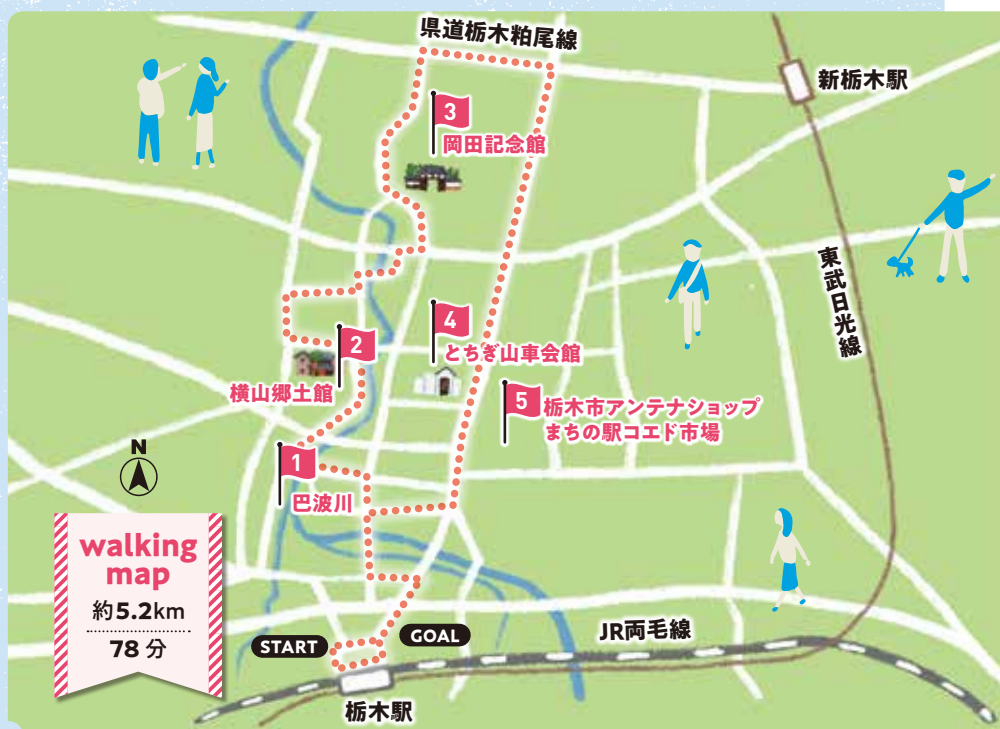 県道栃木粕尾線
新栃木駅
3
岡田記念館
東武日光線
4
とちぎ山車会館
2
横山郷土館
5
栃木市アンテナショップ
まちの駅コエド市場
N
1
巴波川
walking
map
約5.2km
78 分
START
GOAL
JR両毛線
栃木駅